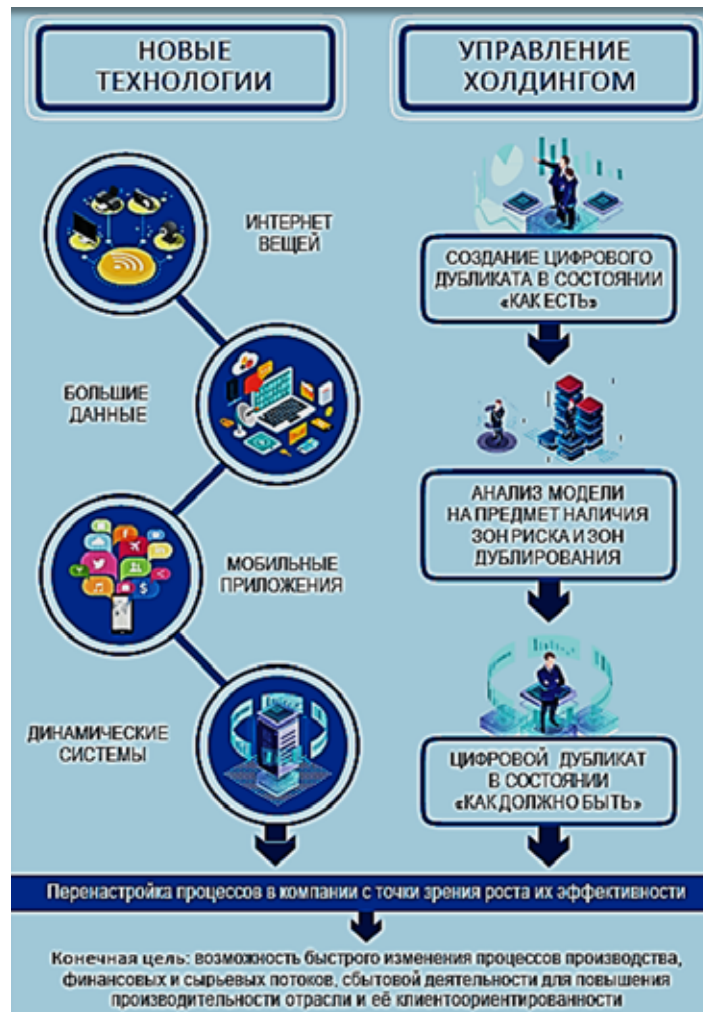 НОВЫЕ
ТЕХНОЛОГИИ
ИНТЕРНЕТ
ВЕЩЕЙ
БОЛЬШИЕ
ДАННЫЕ
МОБИЛЬНЫЕ
ПРИЛОЖЕНИЯ
ДИНАМИЧЕСКИЕ
СИСТЕМЫ
УПРАВЛЕНИЕ
ХОЛДИНГОМ
СОЗДАНИЕ ЦИФРОВОГО
ДУБЛИКАТА В СОСТОЯНИИ
«КАК ЕСТЬ»
АНАЛИЗ МОДЕЛИ
НА ПРЕДМЕТ НАЛИЧИЯ
ЗОН РИСКА И ЗОН
ДУБЛИРОВАНИЯ
ЦИФРОВОЙ ДУБЛИКАТ
В СОСТОЯНИИ
«КАК ДОЛЖНО БЫТЬ»
Перенастройка процессов в компании с точки зрения роста их эффективности
Конечная цель: возможность быстрого изменения процессов производства,
финансовых и сырьевых потоков, сбытовой деятельности для повышения
производительности отрасли и её клиентоориентированности